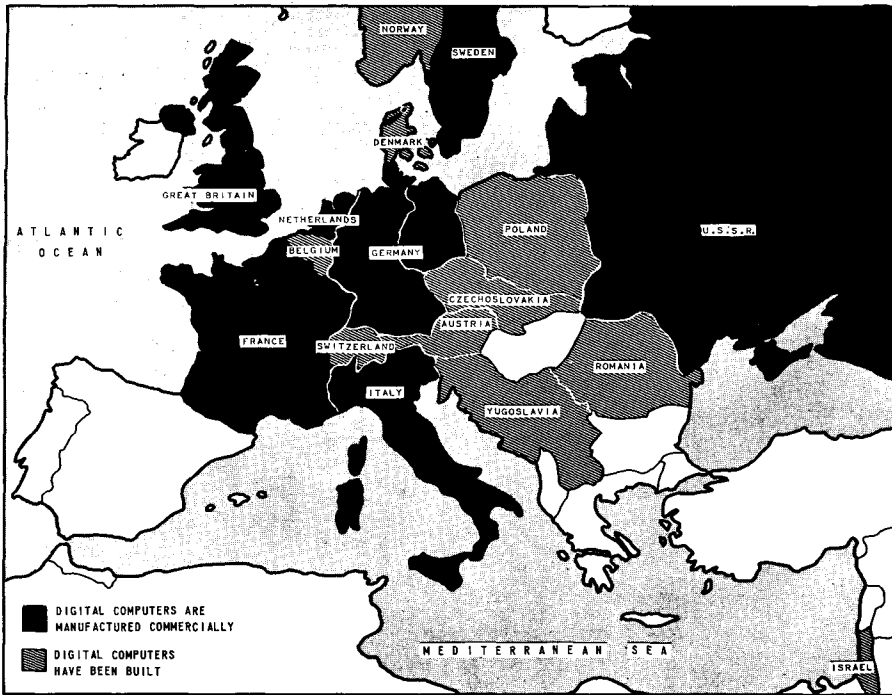 NORWAY
SWEDEN
DENMARK
GREAT BRITAIN
NETHERLANDS
BELGIUM
GERMANY
POLAND
U.S.S.R.
ATLANTIC
OCEAN
CZECHOSLOVAKIA
AUSTRIA
FRANCE
SWITZERLAND
ROMANIA
ITALY
YUGOSLAVIA
DIGITAL COMPUTERS ARE
MANUFACTURED COMMERCIALLY
DIGITAL COMPUTERS
HAVE BEEN BUILT
MEDITERRANEAN SEA
ISRAEL